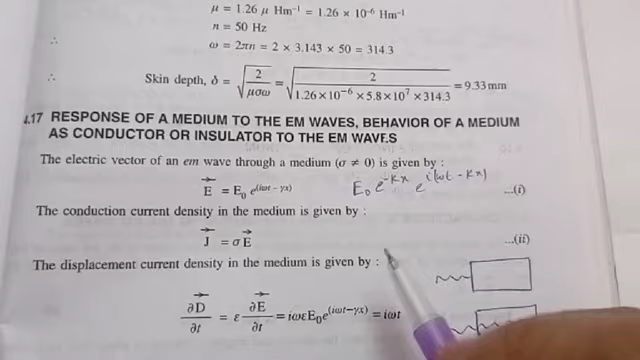 μ = 1.26 μ Hm⁻¹ = 1.26 × 10⁻⁶ Hm⁻¹
n = 50 Hz
∴ ω = 2πn = 2 × 3.143 × 50 = 314.3
∴ Skin depth, δ = √(2/μσω) = √(2/1.26×10⁻⁶×5.8×10⁷×314.3) = 9.33 mm
4.17 RESPONSE OF A MEDIUM TO THE EM WAVES, BEHAVIOR OF A MEDIUM
AS CONDUCTOR OR INSULATOR TO THE EM WAVES
The electric vector of an em wave through a medium (σ ≠ 0) is given by :
E⃗ = E₀ e^(iωt − γx) E₀ e^-kx e^i(ωt - kx) ...(i)
The conduction current density in the medium is given by :
J⃗ = σE⃗ ...(ii)
The displacement current density in the medium is given by :
∂D⃗/∂t = ε ∂E⃗/∂t = iωεE₀e^(iωt−γx) = iωt